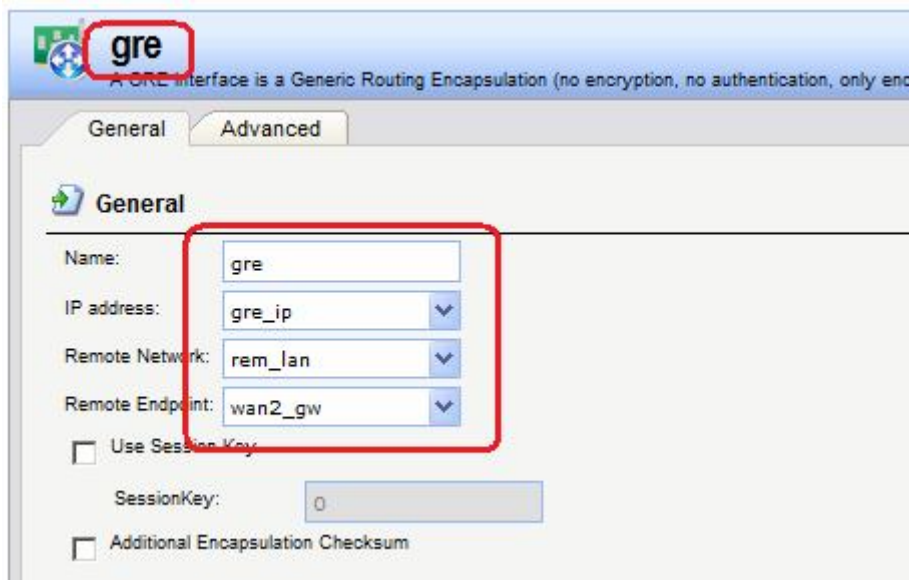 gre
A GRE interface is a Generic Routing Encapsulation (no encryption, no authentication, only
General Advanced
General
Name: gre
IP address: gre_ip
Remote Network: rem_lan
Remote Endpoint: wan2_gw
Use Session Key
SessionKey: 0
Additional Encapsulation Checksum